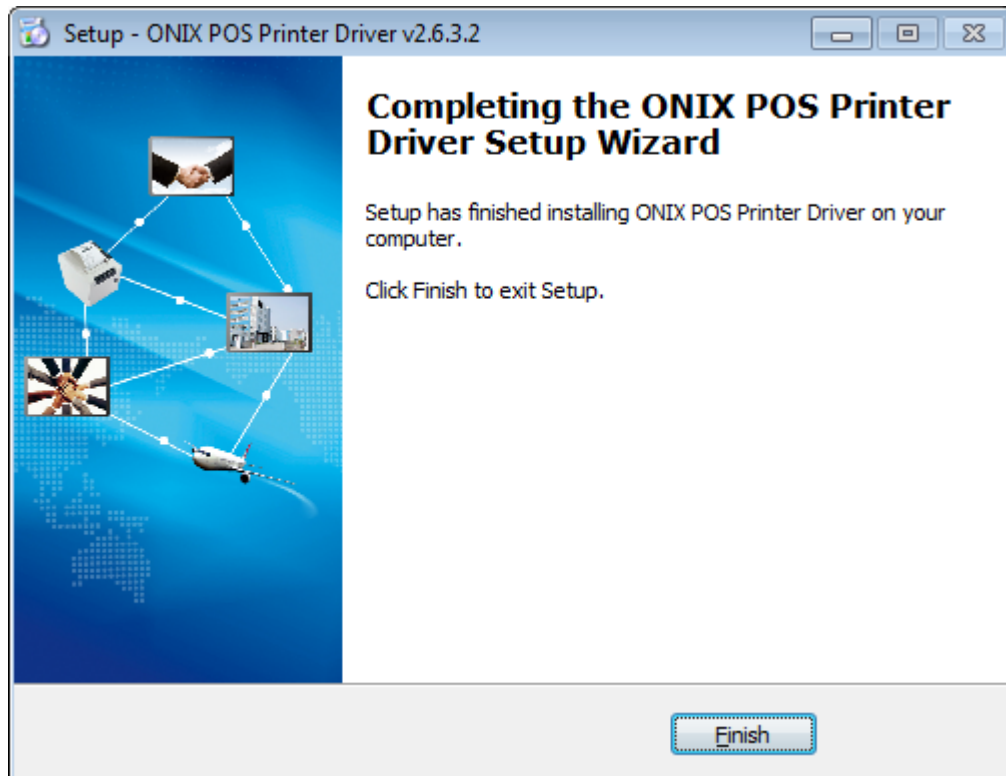 Setup - ONIX POS Printer Driver v2.6.3.2
Completing the ONIX POS Printer
Driver Setup Wizard
Setup has finished installing ONIX POS Printer Driver on your
computer.
Click Finish to exit Setup.
Finish